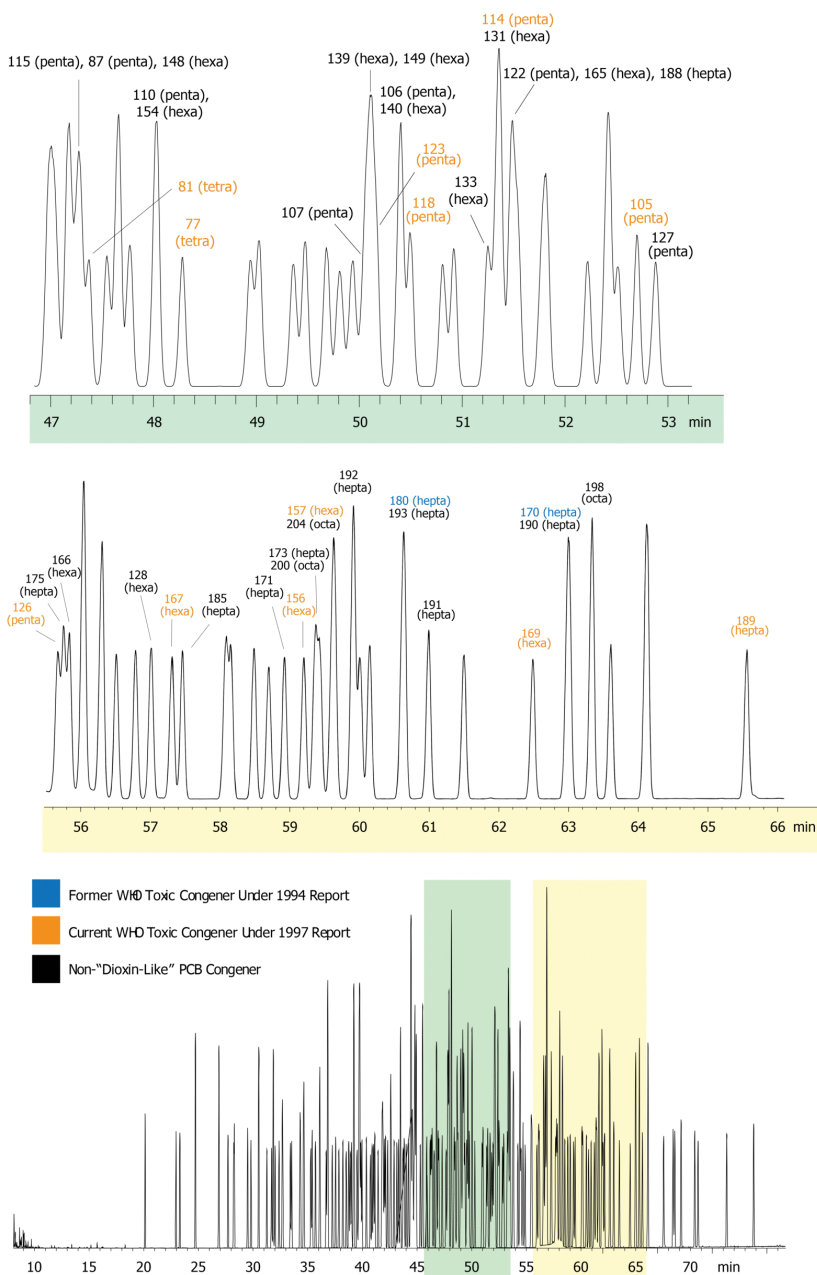 114 (penta)
131 (hexa)
115 (penta), 87 (penta), 148 (hexa)
139 (hexa), 149 (hexa)
122 (penta), 165 (hexa), 188 (hepta)
110 (penta),
154 (hexa)
106 (penta),
140 (hexa)
123
(penta)
81 (tetra)
133
(hexa)
77
(tetra)
107 (penta)
118
(penta)
105
(penta)
127
(penta)
47 48 49 50 51 52 53 min
192
(hepta)
180 (hepta)
193 (hepta)
198
(octa)
157 (hexa)
204 (octa)
170 (hepta)
190 (hepta)
173 (hepta)
200 (octa)
166
(hexa)
175
(hepta)
128
(hexa)
167
(hexa)
185
(hepta)
171
(hepta)
156
(hexa)
191
(hepta)
126
(penta)
169
(hexa)
189
(hepta)
56 57 58 59 60 61 62 63 64 65 66 min
Former WHO Toxic Congener Under 1994 Report
Current WHO Toxic Congener Under 1997 Report
Non-“Dioxin-Like” PCB Congener
10 15 20 25 30 35 40 45 50 55 60 65 70 min